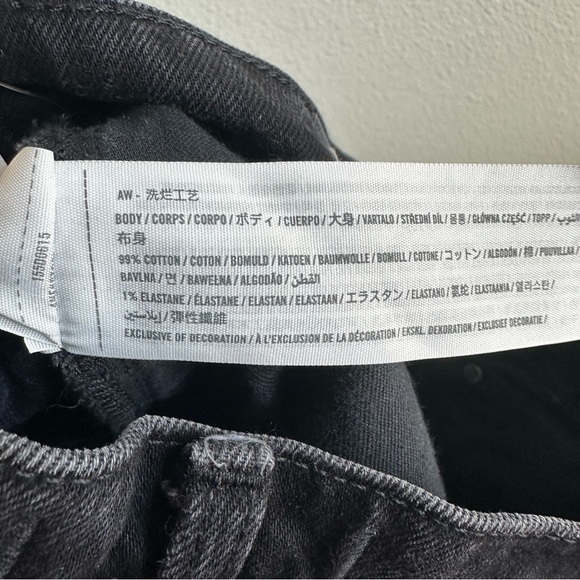 AW - 洗烂工艺
BODY / CORPS / CORPO / ボディ / CUERPO / 大身 / VARTALO / STŘEDNÍ DÍL / 몸통 / GŁÓWNA CZĘŚĆ / TOPP / الثوب /
布身
99% COTTON / COTON / BOMULD / KATOEN / BAUMWOLLE / BOMULL / COTONE / コットン / ALGODÓN / 棉 / PUUVILLAA /
BAVLNA / 면 / BAWEŁNA / ALGODÃO / القطن
1% ELASTANE / ÉLASTANE / ELASTAN / ELASTAAN / エラスタン / ELASTANO / 氨纶 / ELASTAANIA / 엘라스탄 /
إيلاستين / 彈性纖維
EXCLUSIVE OF DECORATION / À L'EXCLUSION DE LA DÉCORATION / EKSKL. DEKORATION / EXCLUSIEF DECORATIE /
15506615